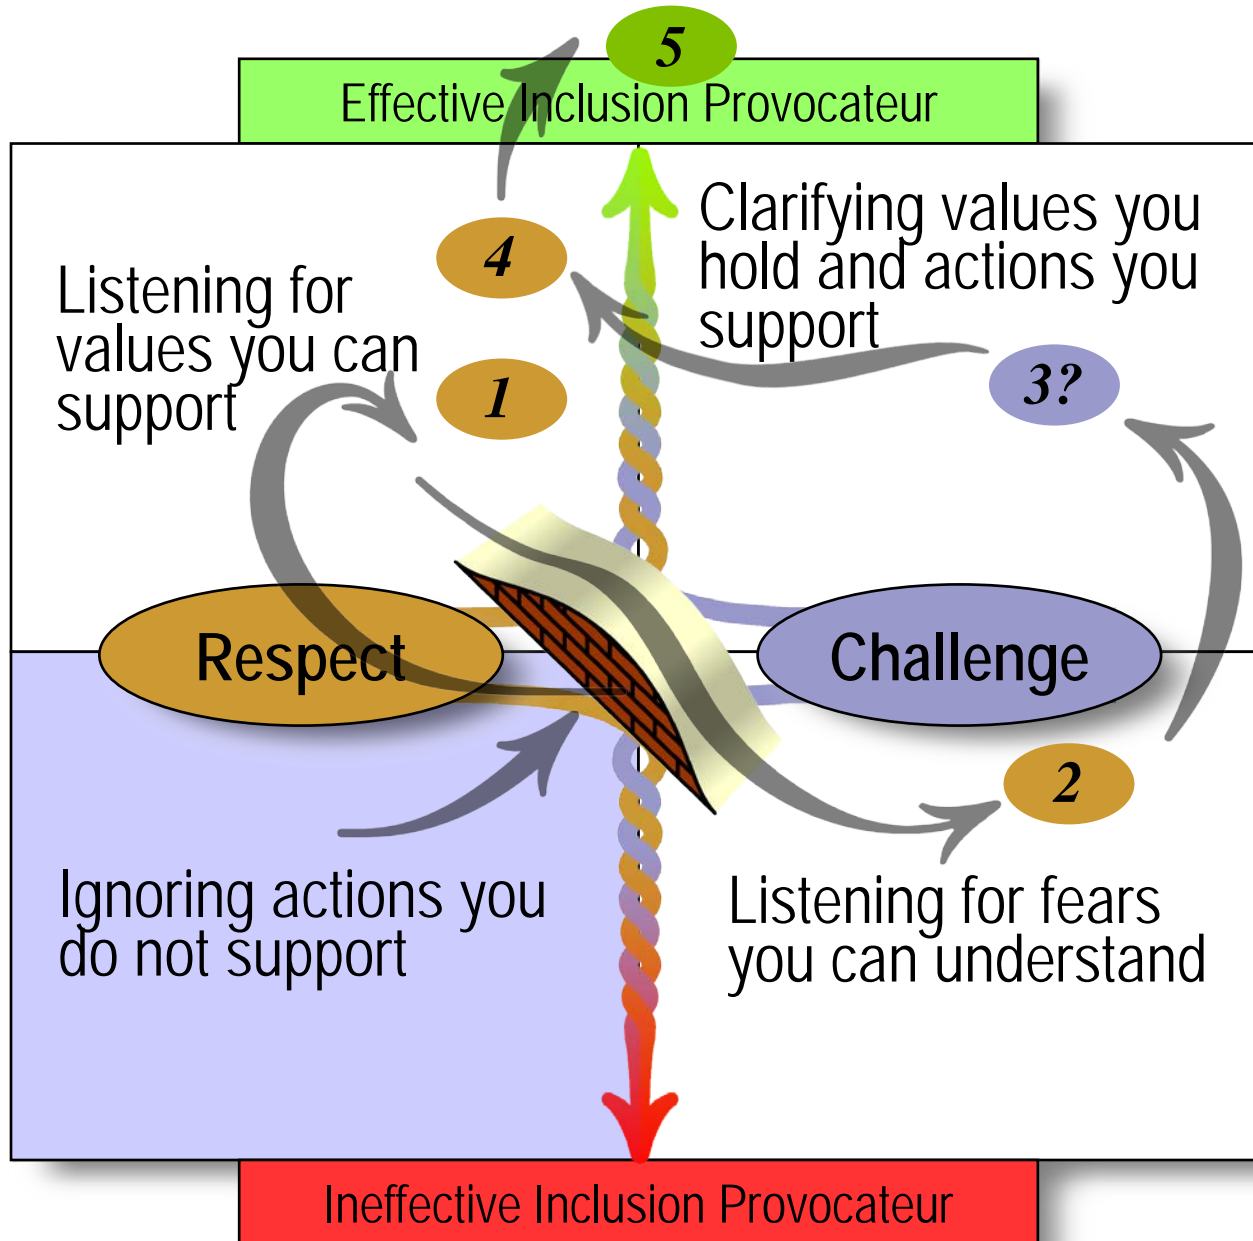 5
Effective Inclusion Provocateur
4
Listening for
values you can
support
1
Clarifying values you
hold and actions you
support
3?
Respect
Challenge
2
Ignoring actions you
do not support
Listening for fears
you can understand
Ineffective Inclusion Provocateur